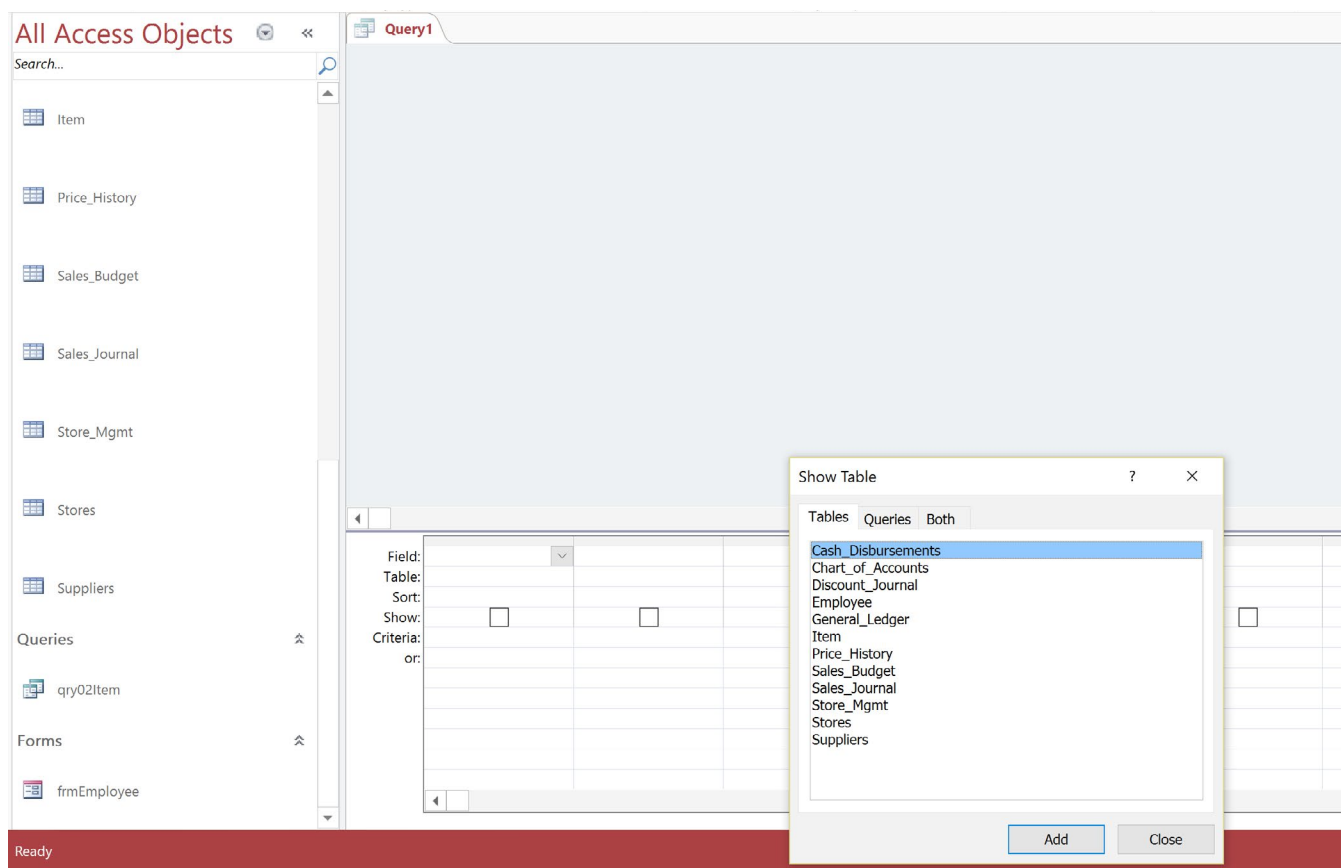 All Access Objects
Search...
Item
Price_History
Sales_Budget
Sales_Journal
Store_Mgmt
Stores
Suppliers
Queries
qry02Item
Forms
frmEmployee
Query1
Field:
Table:
Sort:
Show:
Criteria:
or:
Show Table ?
Tables Queries Both
Cash_Disbursements
Chart_of_Accounts
Discount_Journal
Employee
General_Ledger
Item
Price_History
Sales_Budget
Sales_Journal
Store_Mgmt
Stores
Suppliers
Add Close
Ready